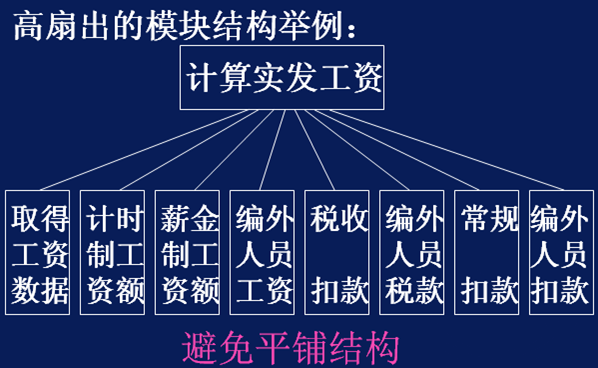 高扇出的模块结构举例：
计算实发工资
取得
工资
数据
计时
制工
资额
薪金
制工
资额
编外
人员
工资
税收
扣款
编外
人员
税款
常规
扣款
编外
人员
扣款
避免平铺结构